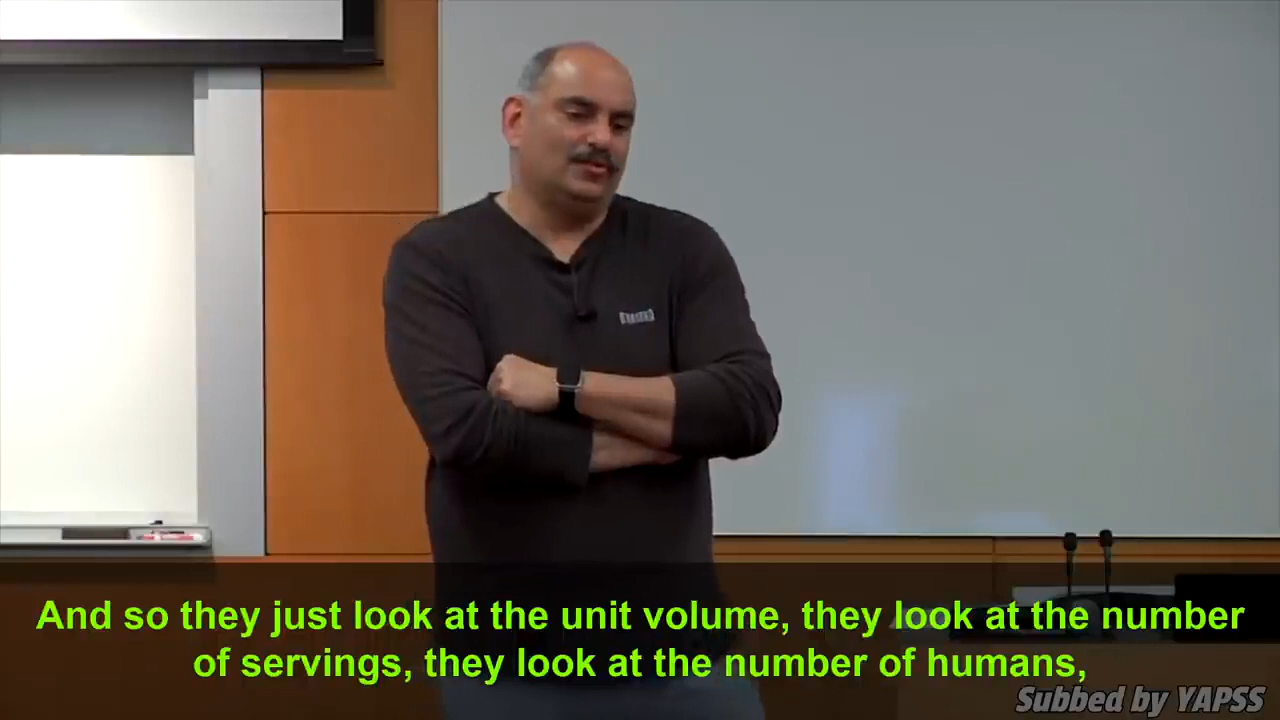 And so they just look at the unit volume, they look at the number
of servings, they look at the number of humans,
Subbed by YAPSS